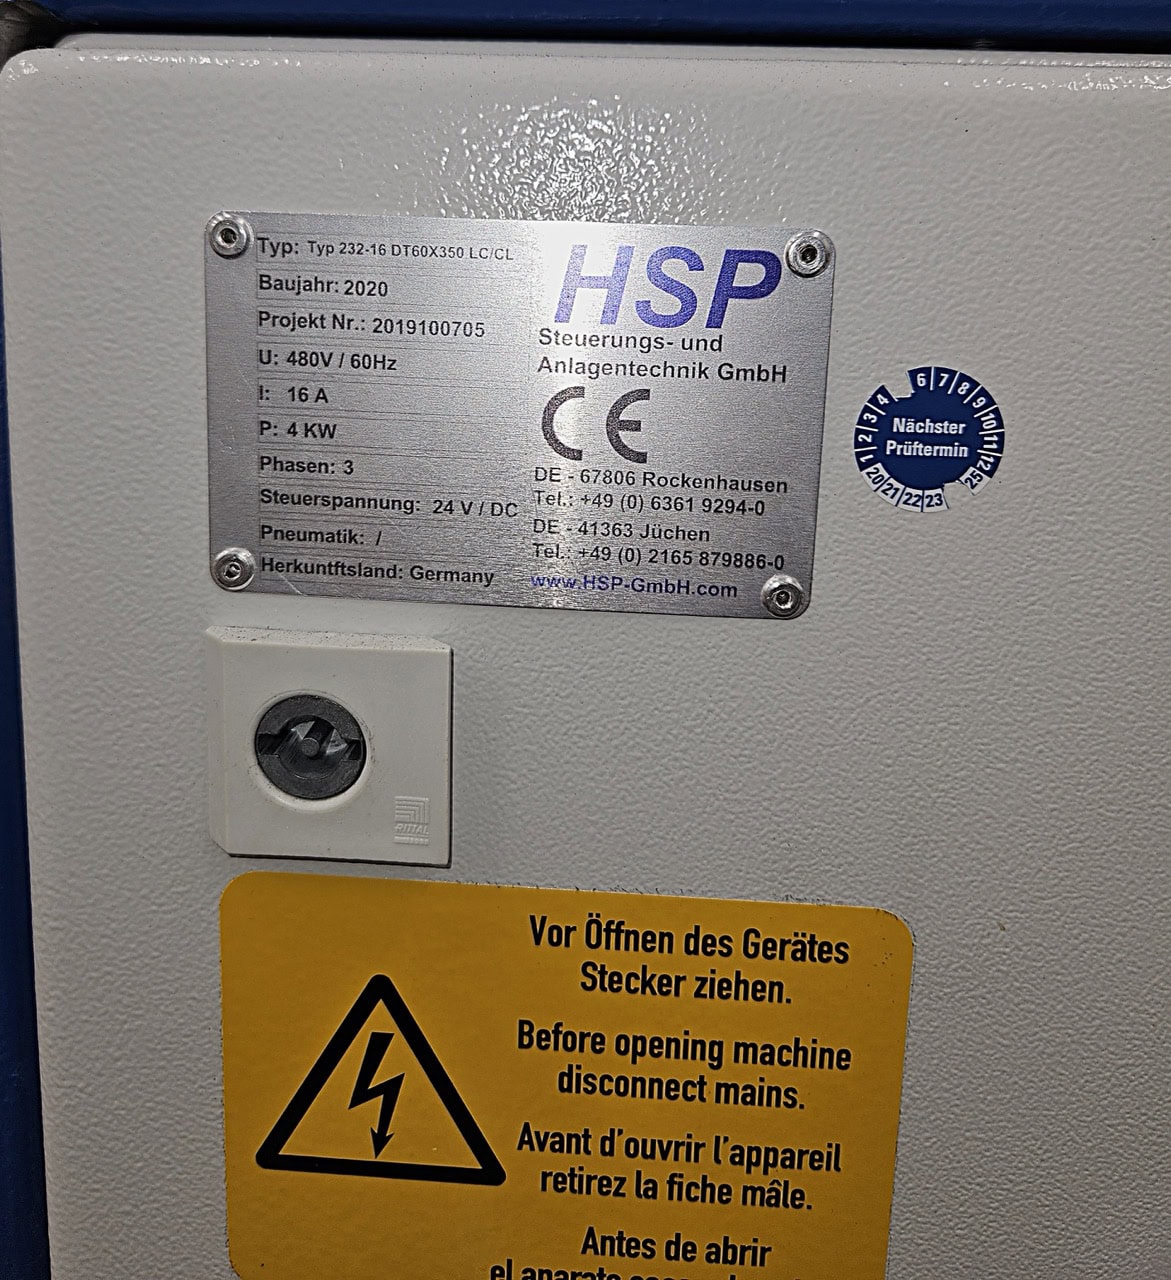 Typ: Typ 232-16 DT60X350 LC/CL
Baujahr: 2020
Projekt Nr.: 2019100705
U: 480V / 60Hz
I: 16 A
P: 4 KW
Phasen: 3
Steuerspannung: 24 V / DC
Pneumatik: /
Herkuntftsland: Germany
HSP
Steuerungs- und
Anlagentechnik GmbH
CE
DE - 67806 Rockenhausen
Tel.: +49 (0) 6361 9294-0
DE - 41363 Jüchen
Tel.: +49 (0) 2165 879886-0
www.HSP-GmbH.com
1 2 3 4 6 7 8 9 10 11 12
Nächster
Prüftermin
20 21 22 23 25
RITTAL
Vor Öffnen des Gerätes
Stecker ziehen.
Before opening machine
disconnect mains.
Avant d'ouvrir l'appareil
retirez la fiche mâle.
Antes de abrir
el aparato